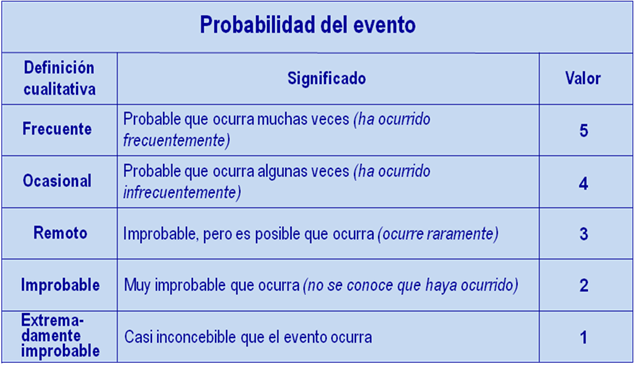 Probabilidad del evento
Definición
cualitativa
Significado
Valor
Frecuente
Probable que ocurra muchas veces (ha ocurrido
frecuentemente)
5
Ocasional
Probable que ocurra algunas veces (ha ocurrido
infrecuentemente)
4
Remoto
Improbable, pero es posible que ocurra (ocurre raramente)
3
Improbable
Muy improbable que ocurra (no se conoce que haya ocurrido)
2
Extrema-
damente
improbable
Casi inconcebible que el evento ocurra
1